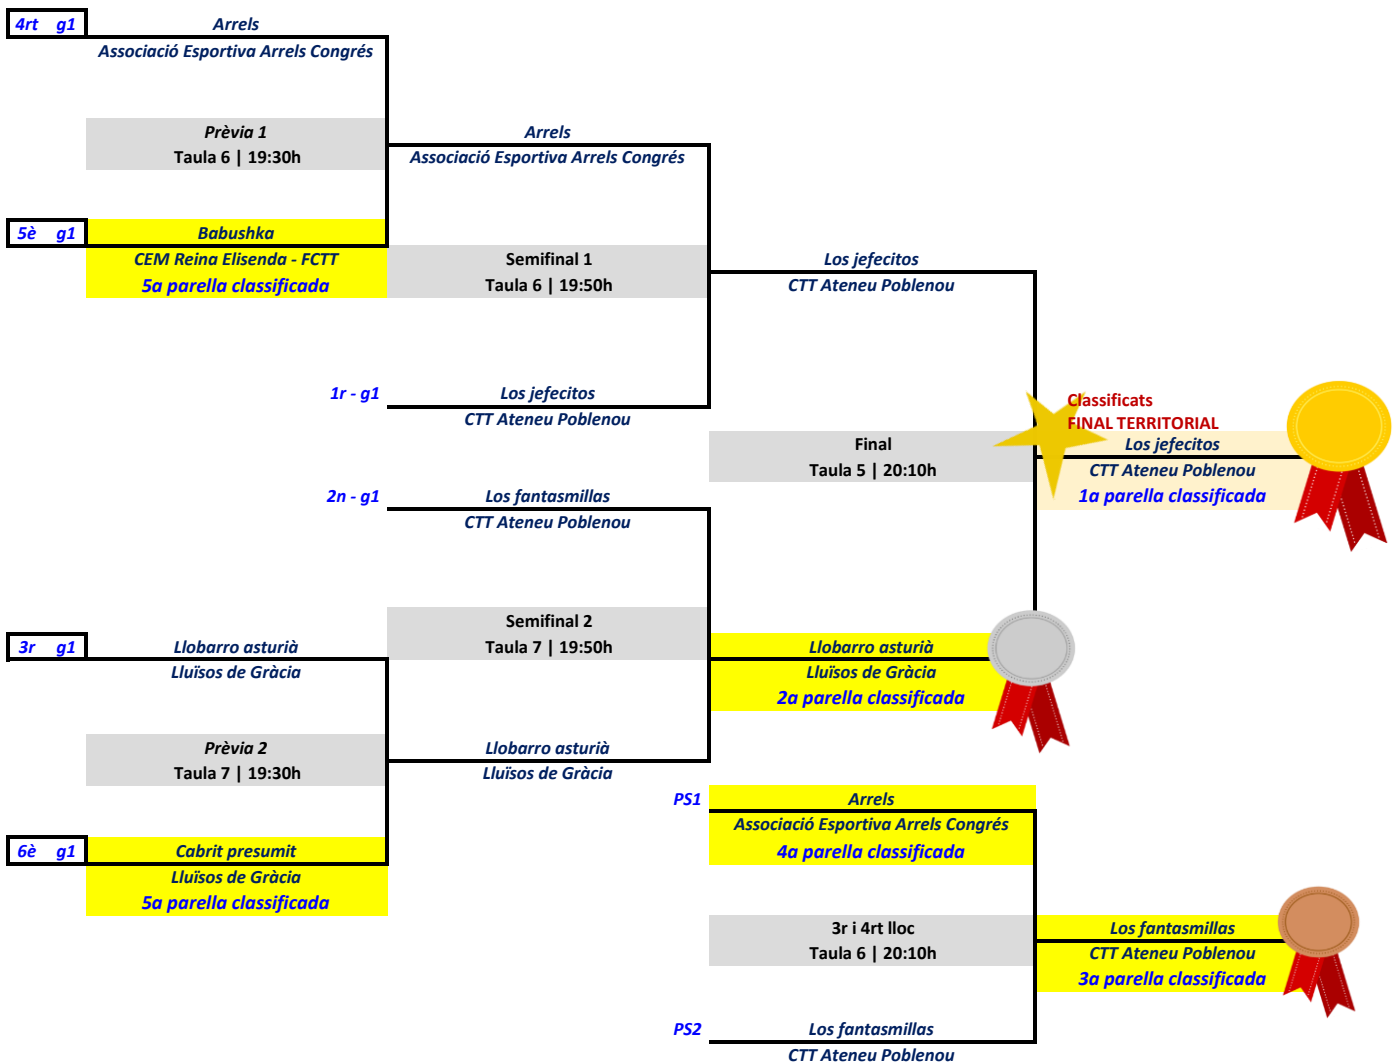 4rt g1 Arrels
Associació Esportiva Arrels Congrés
Prèvia 1
Taula 6 | 19:30h
Arrels
Associació Esportiva Arrels Congrés
5è g1 Babushka
CEM Reina Elisenda - FCTT
5a parella classificada
Semifinal 1
Taula 6 | 19:50h
Los jefecitos
CTT Ateneu Poblenou
1r - g1 Los jefecitos
CTT Ateneu Poblenou
Classificats
FINAL TERRITORIAL
Final
Taula 5 | 20:10h
Los jefecitos
CTT Ateneu Poblenou
1a parella classificada
2n - g1 Los fantasmillas
CTT Ateneu Poblenou
Semifinal 2
Taula 7 | 19:50h
3r g1 Llobarro asturià
Lluïsos de Gràcia
Llobarro asturià
Lluïsos de Gràcia
2a parella classificada
Prèvia 2
Taula 7 | 19:30h
Llobarro asturià
Lluïsos de Gràcia
PS1 Arrels
Associació Esportiva Arrels Congrés
4a parella classificada
6è g1 Cabrit presumit
Lluïsos de Gràcia
5a parella classificada
3r i 4rt lloc
Taula 6 | 20:10h
Los fantasmillas
CTT Ateneu Poblenou
3a parella classificada
PS2 Los fantasmillas
CTT Ateneu Poblenou